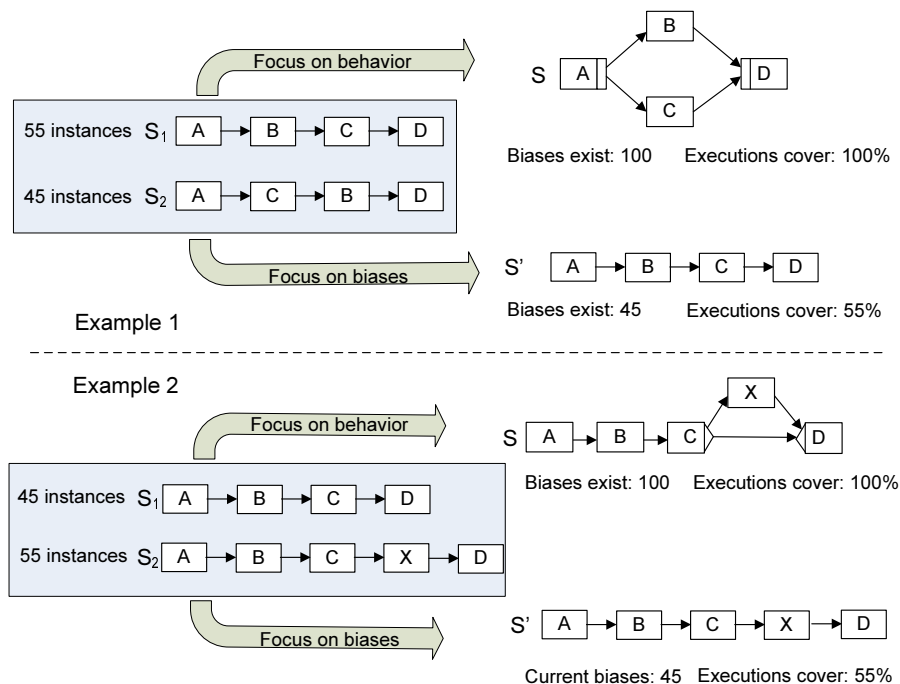 Focus on behavior
B
S A D
C
55 instances S1 A B C D
Biases exist: 100 Executions cover: 100%
45 instances S2 A C B D
Focus on biases
S’ A B C D
Biases exist: 45 Executions cover: 55%
Example 1
Example 2
Focus on behavior
X
S A B C D
Biases exist: 100 Executions cover: 100%
45 instances S1 A B C D
55 instances S2 A B C X D
Focus on biases
S’ A B C X D
Current biases: 45 Executions cover: 55%